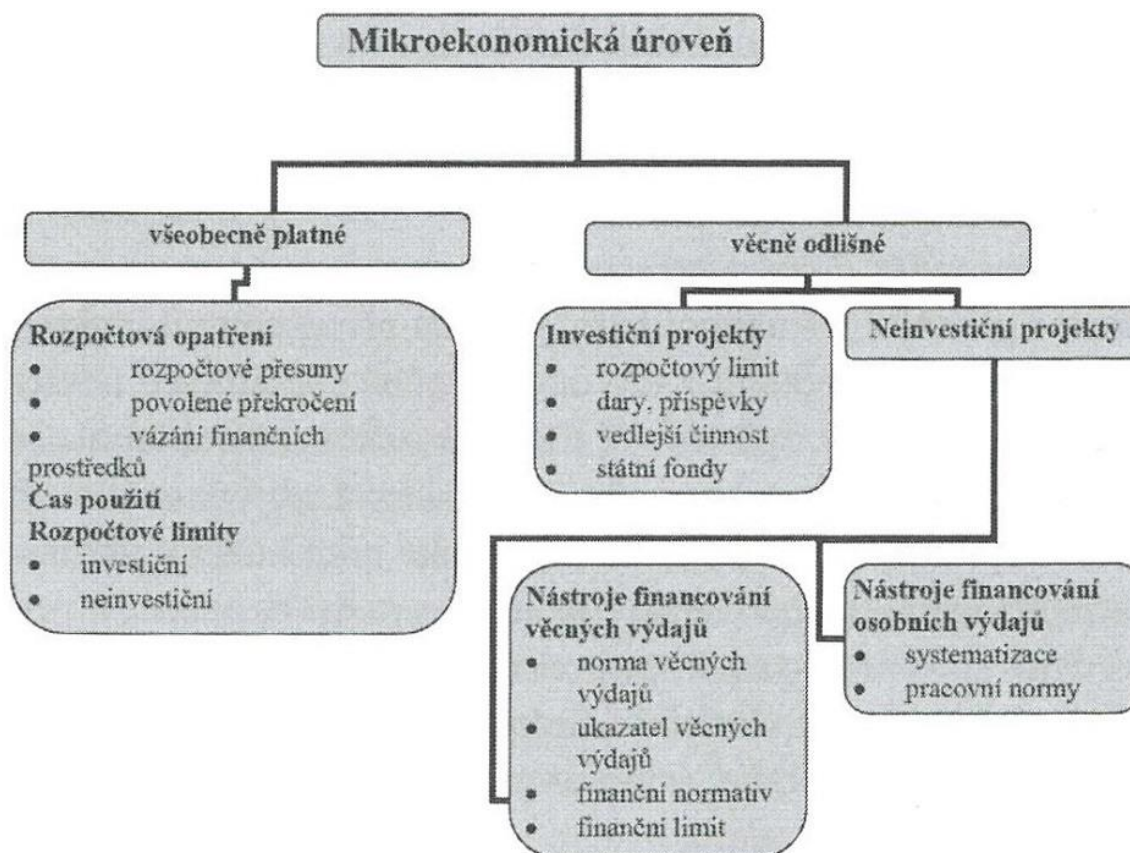 Mikroekonomická úroveň
všeobecně platné
Rozpočtová opatření
• rozpočtové přesuny
• povolené překročení
• vázání finančních
prostředků
Čas použití
Rozpočtové limity
• investiční
• neinvestiční
věcně odlišné
Investiční projekty
• rozpočtový limit
• dary, příspěvky
• vedlejší činnost
• státní fondy
Neinvestiční projekty
Nástroje financování
věcných výdajů
• norma věcných
výdajů
• ukazatel věcných
výdajů
• finanční normativ
• finanční limit
Nástroje financování
osobních výdajů
• systematizace
• pracovní normy